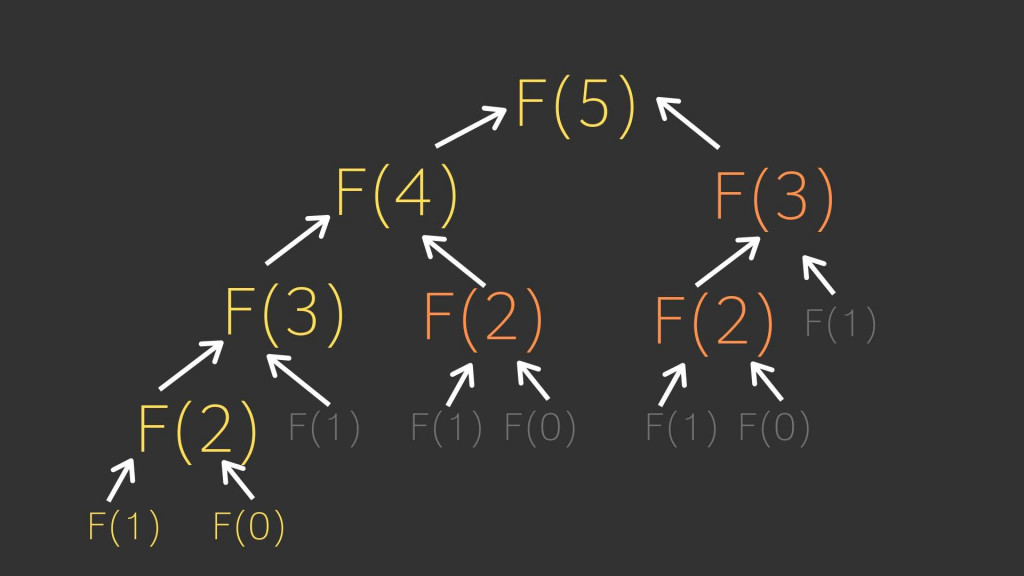 F(5)
F(4) F(3)
F(3) F(2) F(2) F(1)
F(2) F(1) F(1) F(0) F(1) F(0)
F(1) F(0)